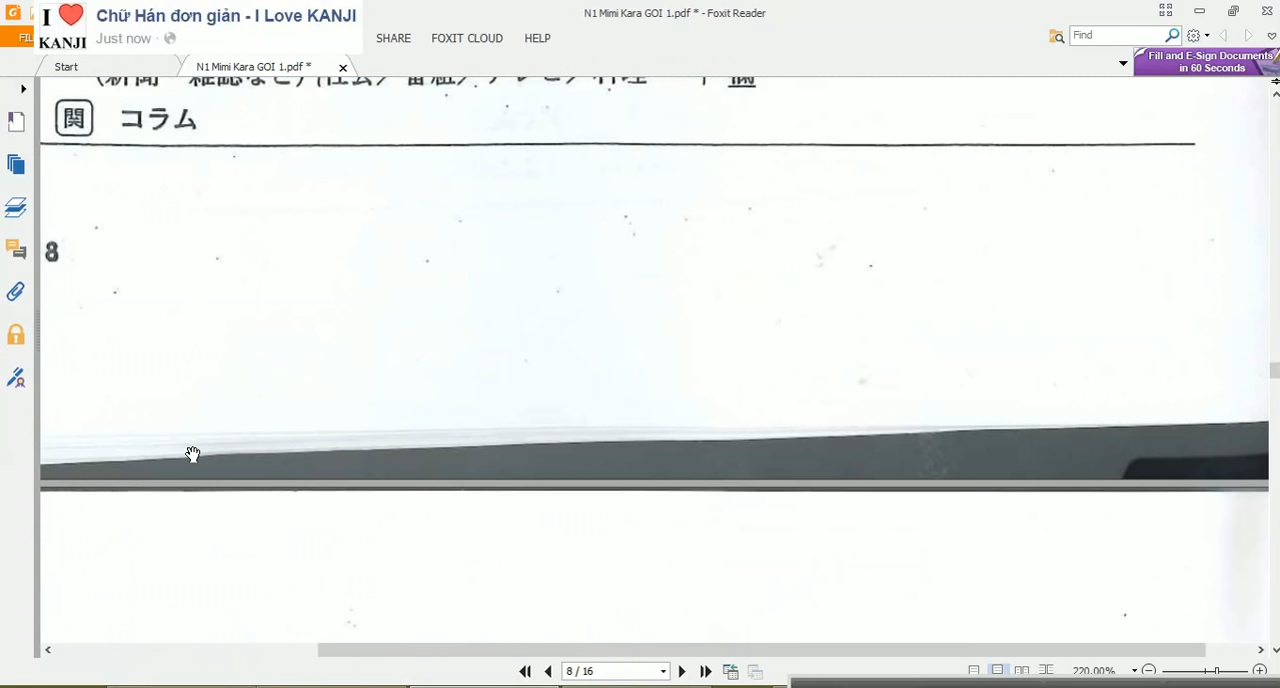 I ❤ KANJI
Chữ Hán đơn giản - I Love KANJI
Just now
N1 Mimi Kara GOI 1.pdf * - Foxit Reader
SHARE
FOXIT CLOUD
HELP
Find
Start
N1 Mimi Kara GOI 1.pdf *
Fill and E-Sign Documents
in 60 Seconds
関 コラム
8
8 / 16
220.00%